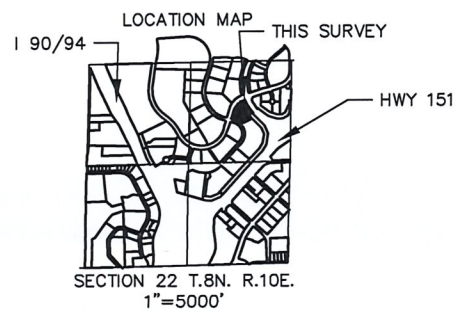 LOCATION MAP
THIS SURVEY
I 90/94
HWY 151
SECTION 22 T.8N. R.10E.
1"=5000'